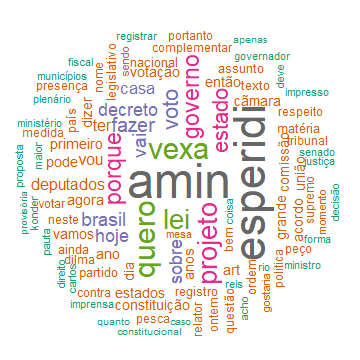 registrar apenas
fiscal portanto
complementar
legislativo
municípios sendo nacional governador
nome votação assunto deve
presença casa então texto impresso
plenário país decreto voto câmara
dizer governo estado respeito
ministério ter fazer matéria
medida tribunal
maior primeiro vai vexa senado
proposta pode vou porque justiça
deputados amin esperidi
grande comissão acordo união supremo momento decisão
provisória konder votar agora quero lei projeto
neste brasil
pauta vamos hoje sobre mesa bem coisa
ainda ano anos peço forma
direito carlos dilma dia art rio ministro
partido reis ordem política
contra estados registro acho gostaria
imprensa constituição ontem questão
quanto pesca caso relator
constitucional